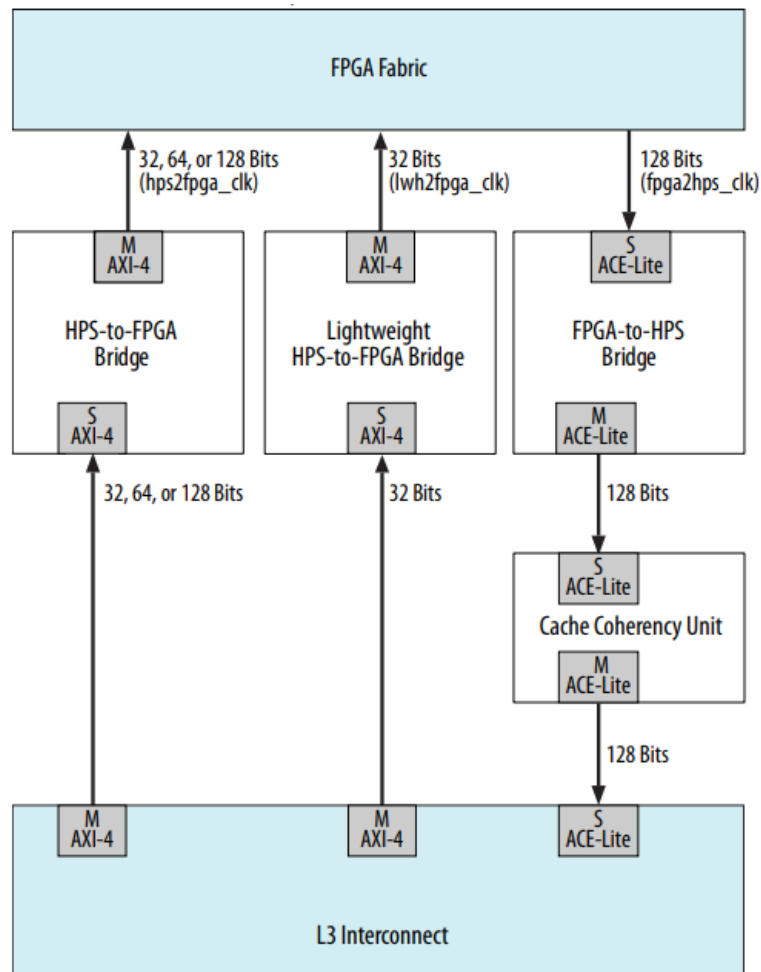 FPGA Fabric
32, 64, or 128 Bits
(hps2fpga_clk)
32 Bits
(lwh2fpga_clk)
128 Bits
(fpga2hps_clk)
M
AXI-4
M
AXI-4
S
ACE-Lite
HPS-to-FPGA
Bridge
Lightweight
HPS-to-FPGA Bridge
FPGA-to-HPS
Bridge
S
AXI-4
S
AXI-4
M
ACE-Lite
32, 64, or 128 Bits
32 Bits
128 Bits
S
ACE-Lite
Cache Coherency Unit
M
ACE-Lite
128 Bits
M
AXI-4
M
AXI-4
S
ACE-Lite
L3 Interconnect